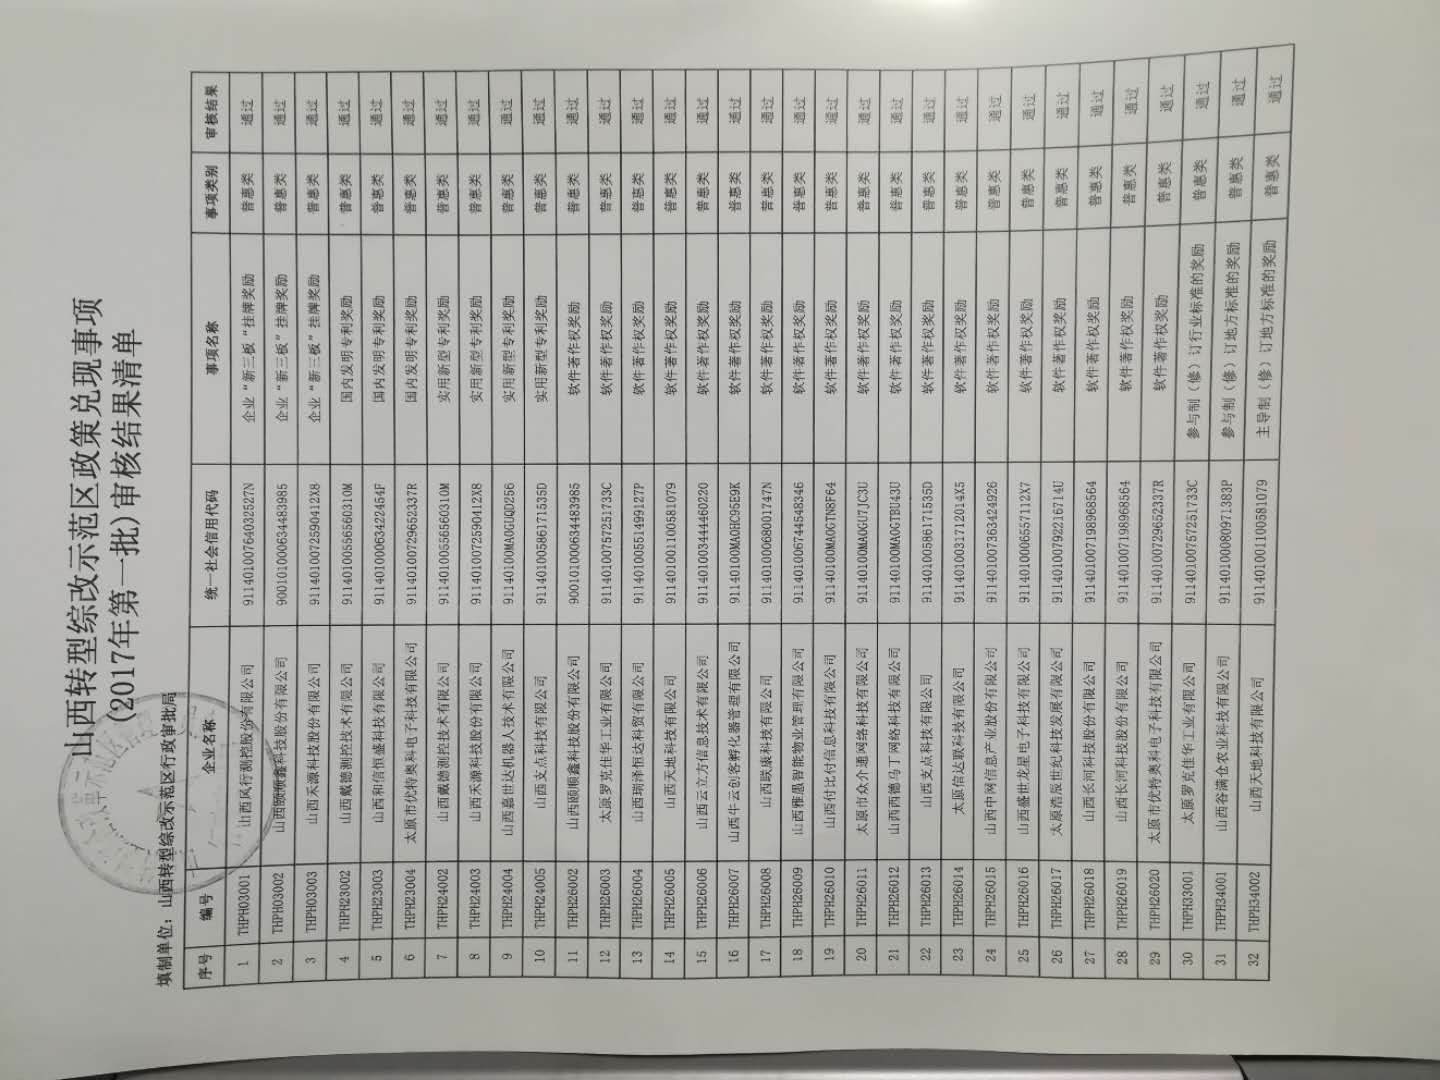 山西转型综改示范区政策兑现事项
(2017年第一批)审核结果清单
填制单位：山西转型综改示范区行政审批局
序号 编号 企业名称 统一社会信用代码 事项名称 事项类别 审核结果
1 THPH03001 山西风行测控股份有限公司 91140100764032527N 企业“新三板“挂牌奖励 普惠类 通过
2 THPH03002 山西颐顺鑫科技股份有限公司 900101000634483985 企业“新三板”挂牌奖励 普惠类 通过
3 THPH03003 山西禾源科技股份有限公司 9114010072590412X8 企业“新三板”挂牌奖励 普惠类 通过
4 THPH23002 山西戴德测控技术有限公司 91140100556560310M 国内发明专利奖励 普惠类 通过
5 THPH23003 山西和信恒盛科技有限公司 91140100063422454F 国内发明专利奖励 普惠类 通过
6 THPH23004 太原市优特奥科电子科技有限公司 91140100729652337R 国内发明专利奖励 普惠类 通过
7 THPH24002 山西戴德测控技术有限公司 91140100556560310M 实用新型专利奖励 普惠类 通过
8 THPH24003 山西禾源科技股份有限公司 9114010072590412X8 实用新型专利奖励 普惠类 通过
9 THPH24004 山西嘉世达机器人技术有限公司 91140100MA0GUQD256 实用新型专利奖励 普惠类 通过
10 THPH24005 山西支点科技有限公司 91140100586171535D 实用新型专利奖励 普惠类 通过
11 THPH26002 山西颐顺鑫科技股份有限公司 900101000634483985 软件著作权奖励 普惠类 通过
12 THPH26003 太原罗克佳华工业有限公司 91140100757251733C 软件著作权奖励 普惠类 通过
13 THPH26004 山西瑞泽恒达科贸有限公司 91140100551499127P 软件著作权奖励 普惠类 通过
14 THPH26005 山西天地科技有限公司 911401001100581079 软件著作权奖励 普惠类 通过
15 THPH26006 山西云立方信息技术有限公司 911401003444460220 软件著作权奖励 普惠类 通过
16 THPH26007 山西牛云创客孵化器管理有限公司 91140100MA0HC95E9K 软件著作权奖励 普惠类 通过
17 THPH26008 山西联康科技有限公司 91140100068001747N 软件著作权奖励 普惠类 通过
18 THPH26009 山西雅愚智能物业管理有限公司 911401006744548346 软件著作权奖励 普惠类 通过
19 THPH26010 山西付比付信息科技有限公司 91140100MA0GTN8F64 软件著作权奖励 普惠类 通过
20 THPH26011 太原市众介通网络科技有限公司 91140100MA0GU7JC3U 软件著作权奖励 普惠类 通过
21 THPH26012 山西西德马丁网络科技有限公司 91140100MA0GTBU43U 软件著作权奖励 普惠类 通过
22 THPH26013 山西支点科技有限公司 91140100586171535D 软件著作权奖励 普惠类 通过
23 THPH26014 太原信达联科技有限公司 9114010031712014X5 软件著作权奖励 普惠类 通过
24 THPH26015 山西中网信息产业股份有限公司 911401007363424926 软件著作权奖励 普惠类 通过
25 THPH26016 山西盛世龙星电子科技有限公司 9114010006557112X7 软件著作权奖励 普惠类 通过
26 THPH26017 太原浩辰世纪科技发展有限公司 91140100792216714U 软件著作权奖励 普惠类 通过
27 THPH26018 山西长河科技股份有限公司 911401007198968564 软件著作权奖励 普惠类 通过
28 THPH26019 山西长河科技股份有限公司 911401007198968564 软件著作权奖励 普惠类 通过
29 THPH26020 太原市优特奥科电子科技有限公司 91140100729652337R 软件著作权奖励 普惠类 通过
30 THPH33001 太原罗克佳华工业有限公司 91140100757251733C 参与制（修）订行业标准的奖励 普惠类 通过
31 THPH34001 山西谷满仓农业科技有限公司 91140100080971383P 参与制（修）订地方标准的奖励 普惠类 通过
32 THPH34002 山西天地科技有限公司 911401001100581079 主导制（修）订地方标准的奖励 普惠类 通过